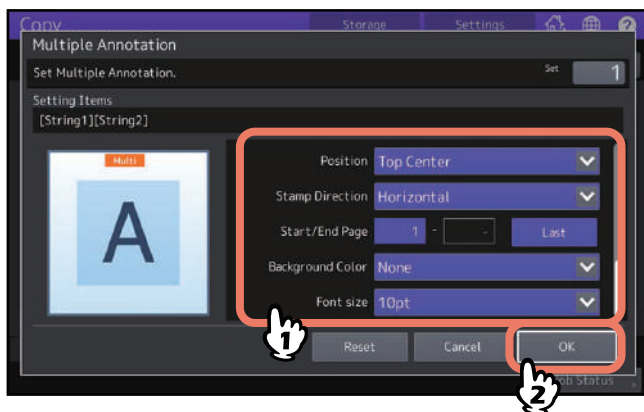 Copy Storage Settings
Multiple Annotation
Set Multiple Annotation. Set 1
Setting Items
[String1][String2]
Multi
A
Position Top Center
Stamp Direction Horizontal
Start/End Page 1 - - Last
Background Color None
Font size 10pt
1
Reset Cancel OK
2
Job Status